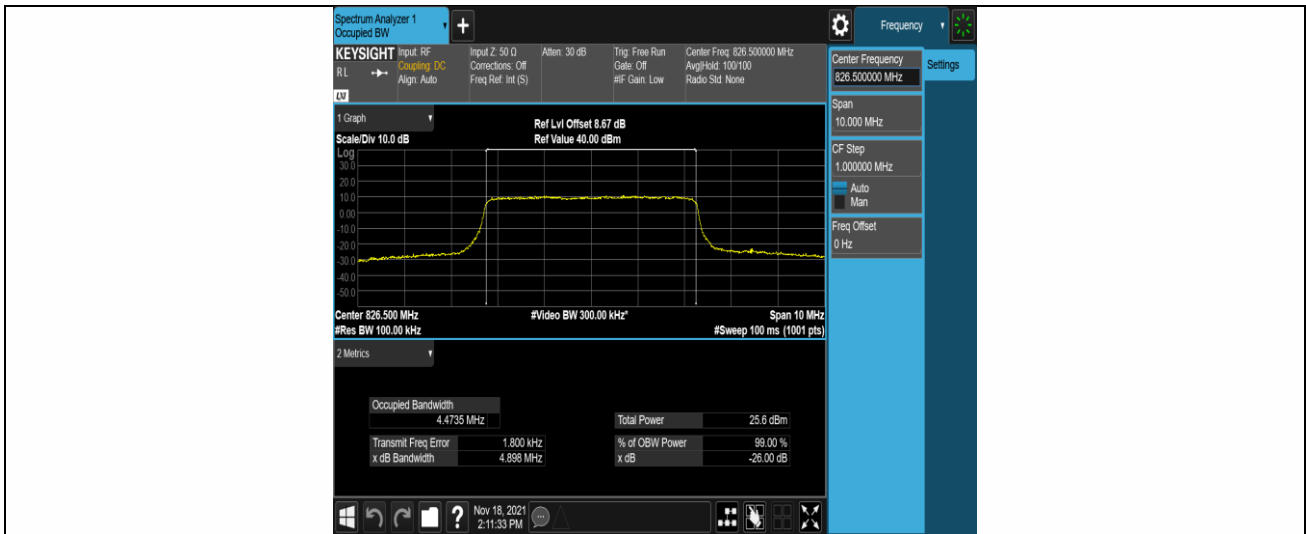 Spectrum Analyzer 1
Occupied BW
+
Frequency
KEYSIGHT
RL
LXI
Input: RF
Coupling: DC
Align: Auto
Input Z: 50 Ω
Corrections: Off
Freq Ref: Int (S)
Atten: 30 dB
Trig: Free Run
Gate: Off
#IF Gain: Low
Center Freq: 826.500000 MHz
Avg|Hold: 100/100
Radio Std: None
Center Frequency
826.500000 MHz
Settings
Span
10.000 MHz
CF Step
1.000000 MHz
Auto
Man
Freq Offset
0 Hz
1 Graph
Ref Lvl Offset 8.67 dB
Scale/Div 10.0 dB
Ref Value 40.00 dBm
Log
30.0
20.0
10.0
0.00
-10.0
-20.0
-30.0
-40.0
-50.0
Center 826.500 MHz
#Video BW 300.00 kHz*
Span 10 MHz
#Res BW 100.00 kHz
#Sweep 100 ms (1001 pts)
2 Metrics
Occupied Bandwidth
4.4735 MHz
Total Power 25.6 dBm
Transmit Freq Error 1.800 kHz
% of OBW Power 99.00 %
x dB Bandwidth 4.898 MHz
x dB -26.00 dB
?
Nov 18, 2021
2:11:33 PM